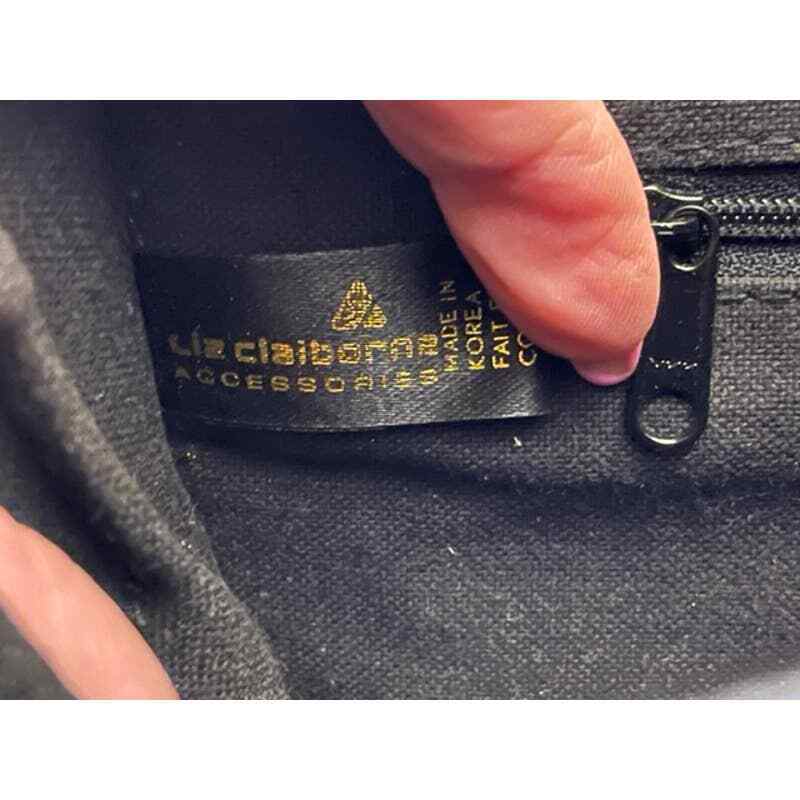 liz claiborne
ACCESSORIES
MADE IN
KOREA
FAIT